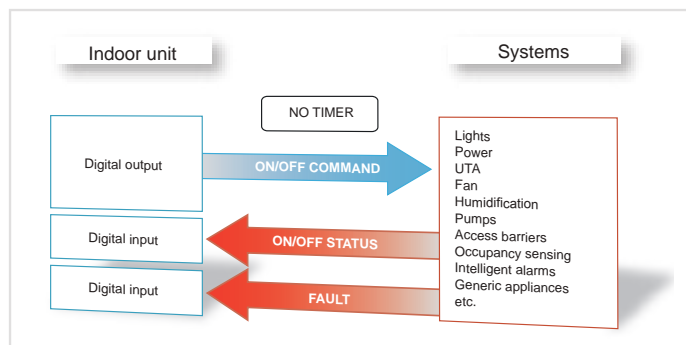 Indoor unit
Systems
NO TIMER
Digital output
ON/OFF COMMAND
Digital input
ON/OFF STATUS
Digital input
FAULT
Lights
Power
UTA
Fan
Humidification
Pumps
Access barriers
Occupancy sensing
Intelligent alarms
Generic appliances
etc.